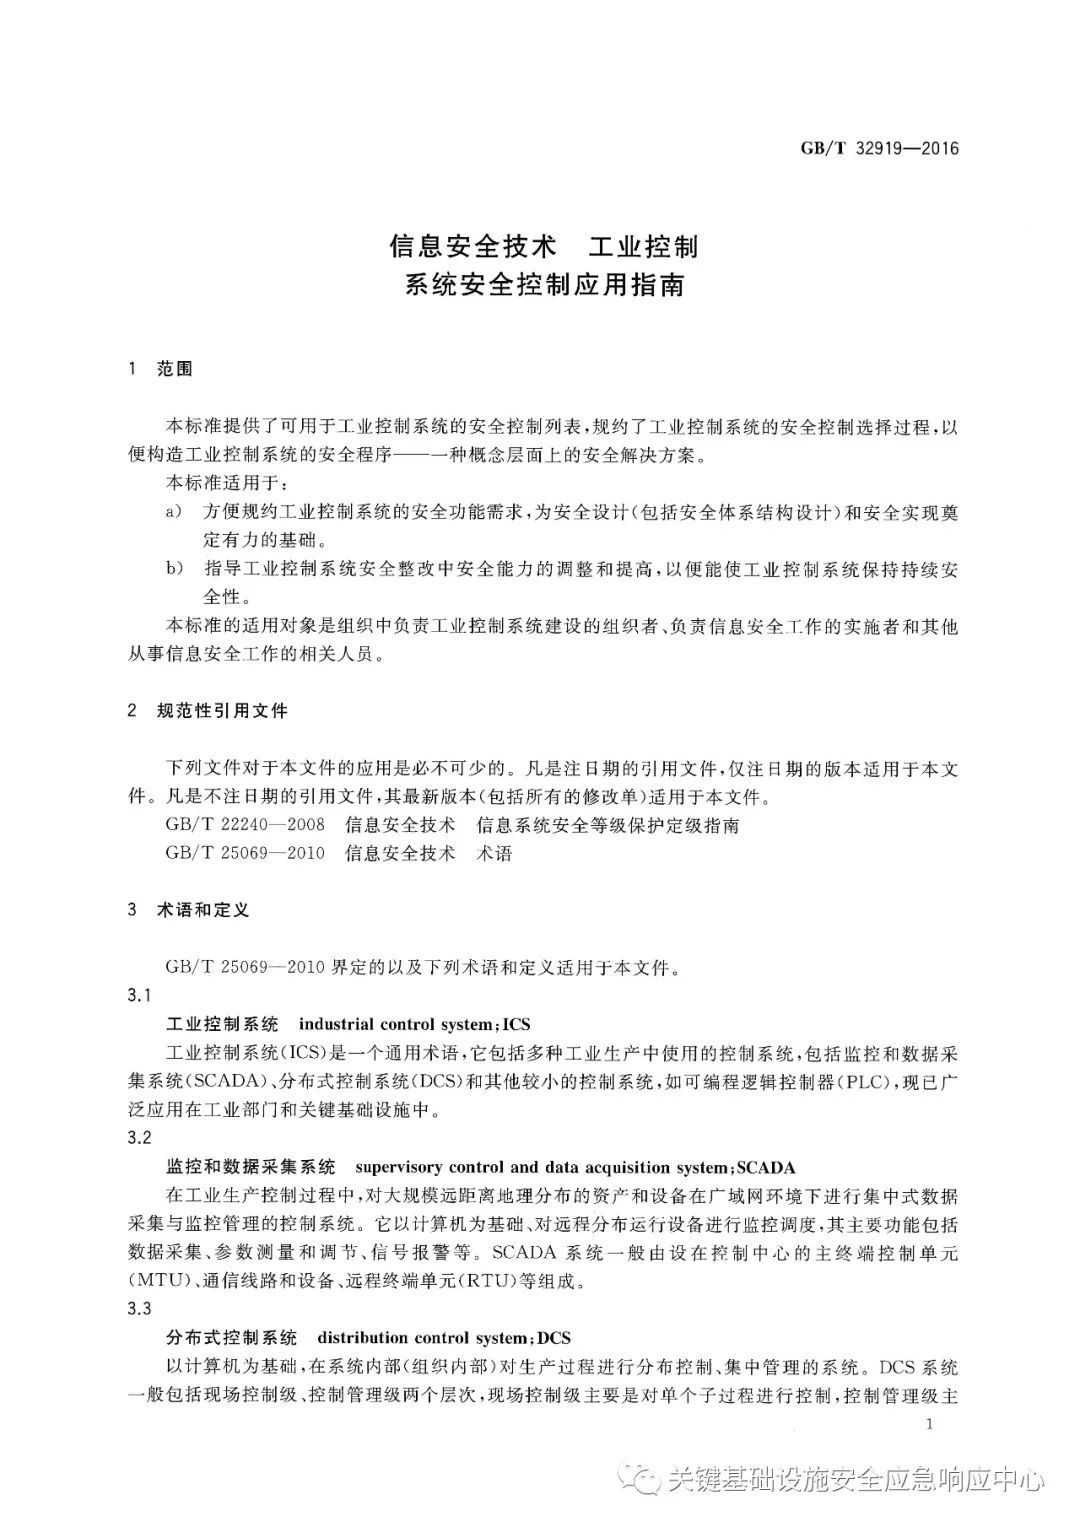 GB/T 32919—2016
信息安全技术　工业控制
系统安全控制应用指南
1　范围
本标准提供了可用于工业控制系统的安全控制列表,规约了工业控制系统的安全控制选择过程,以
便构造工业控制系统的安全程序——一种概念层面上的安全解决方案。
本标准适用于:
a)　方便规约工业控制系统的安全功能需求,为安全设计(包括安全体系结构设计)和安全实现奠
定有力的基础。
b)　指导工业控制系统安全整改中安全能力的调整和提高,以便能使工业控制系统保持持续安
全性。
本标准的适用对象是组织中负责工业控制系统建设的组织者、负责信息安全工作的实施者和其他
从事信息安全工作的相关人员。
2　规范性引用文件
下列文件对于本文件的应用是必不可少的。凡是注日期的引用文件,仅注日期的版本适用于本文
件。凡是不注日期的引用文件,其最新版本(包括所有的修改单)适用于本文件。
GB/T 22240—2008　信息安全技术　信息系统安全等级保护定级指南
GB/T 25069—2010　信息安全技术　术语
3　术语和定义
GB/T 25069—2010 界定的以及下列术语和定义适用于本文件。
3.1
工业控制系统　industrial control system;ICS
工业控制系统(ICS)是一个通用术语,它包括多种工业生产中使用的控制系统,包括监控和数据采
集系统(SCADA)、分布式控制系统(DCS)和其他较小的控制系统,如可编程逻辑控制器(PLC),现已广
泛应用在工业部门和关键基础设施中。
3.2
监控和数据采集系统　supervisory control and data acquisition system;SCADA
在工业生产控制过程中,对大规模远距离地理分布的资产和设备在广域网环境下进行集中式数据
采集与监控管理的控制系统。它以计算机为基础、对远程分布运行设备进行监控调度,其主要功能包括
数据采集、参数测量和调节、信号报警等。SCADA 系统一般由设在控制中心的主终端控制单元
(MTU)、通信线路和设备、远程终端单元(RTU)等组成。
3.3
分布式控制系统　distribution control system;DCS
以计算机为基础,在系统内部(组织内部)对生产过程进行分布控制、集中管理的系统。DCS 系统
一般包括现场控制级、控制管理级两个层次,现场控制级主要是对单个子过程进行控制,控制管理级主
1
关键基础设施安全应急响应中心